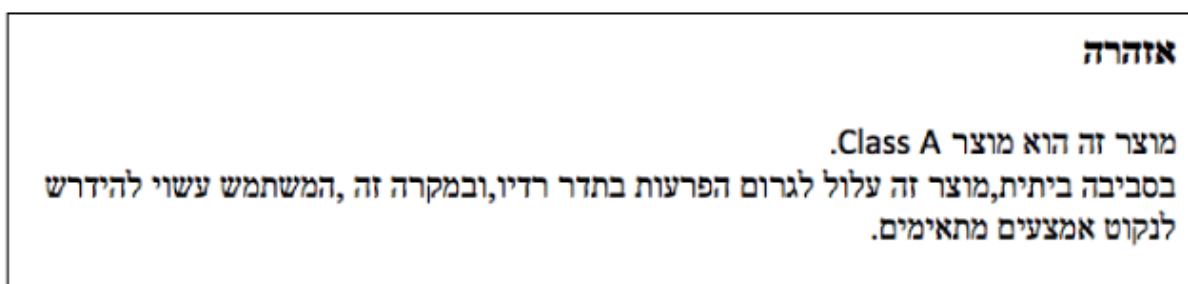 אזהרה
מוצר זה הוא מוצר Class A.
בסביבה ביתית,מוצר זה עלול לגרום הפרעות בתדר רדיו,ובמקרה זה ,המשתמש עשוי להידרש
לנקוט אמצעים מתאימים.